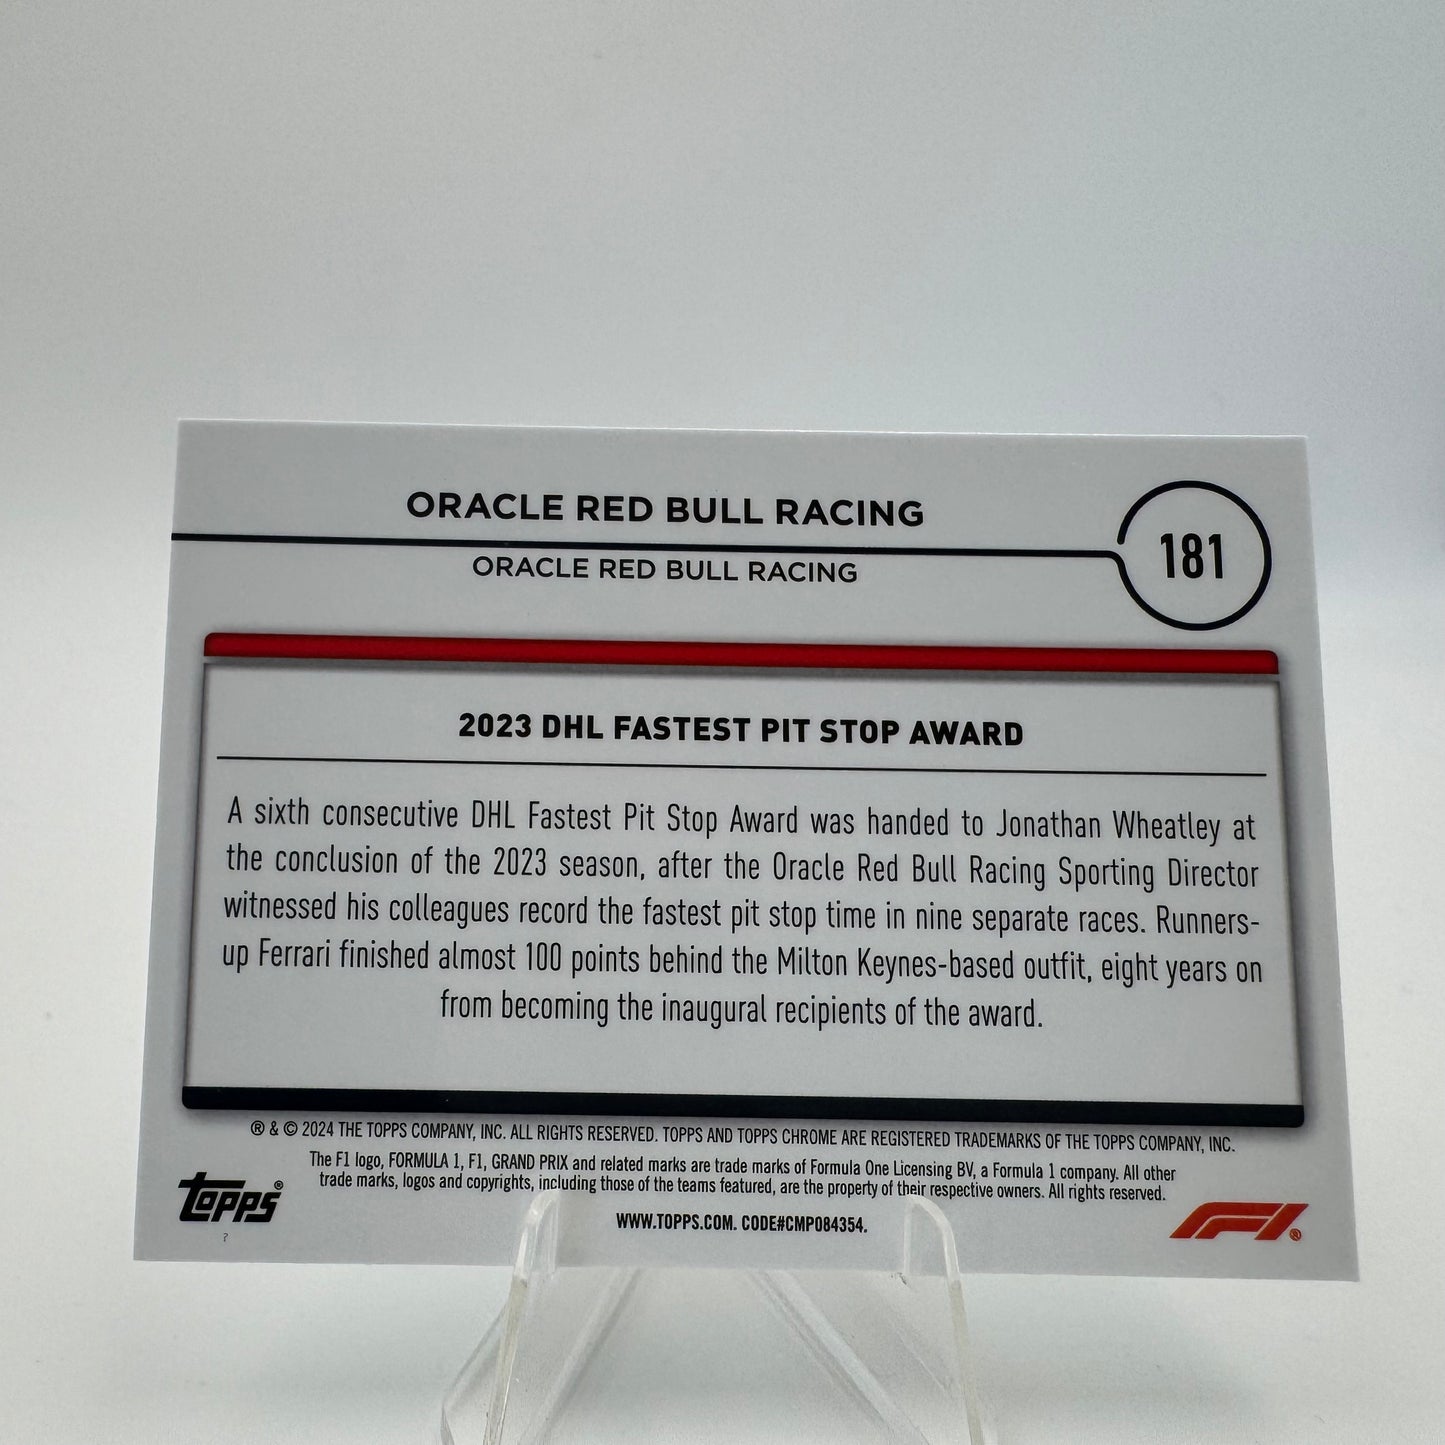 ORACLE RED BULL RACING
181
ORACLE RED BULL RACING
2023 DHL FASTEST PIT STOP AWARD
A sixth consecutive DHL Fastest Pit Stop Award was handed to Jonathan Wheatley at
the conclusion of the 2023 season, after the Oracle Red Bull Racing Sporting Director
witnessed his colleagues record the fastest pit stop time in nine separate races. Runners-
up Ferrari finished almost 100 points behind the Milton Keynes-based outfit, eight years on
from becoming the inaugural recipients of the award.
® & © 2024 THE TOPPS COMPANY, INC. ALL RIGHTS RESERVED. TOPPS AND TOPPS CHROME ARE REGISTERED TRADEMARKS OF THE TOPPS COMPANY, INC.
The F1 logo, FORMULA 1, F1, GRAND PRIX and related marks are trade marks of Formula One Licensing BV, a Formula 1 company. All other
trade marks, logos and copyrights, including those of the teams featured, are the property of their respective owners. All rights reserved.
WWW.TOPPS.COM. CODE#CMP084354.
Topps®
?
F1®